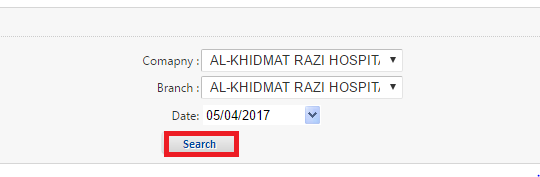 Comapny : AL-KHIDMAT RAZI HOSPITA
Branch : AL-KHIDMAT RAZI HOSPITA
Date: 05/04/2017
Search